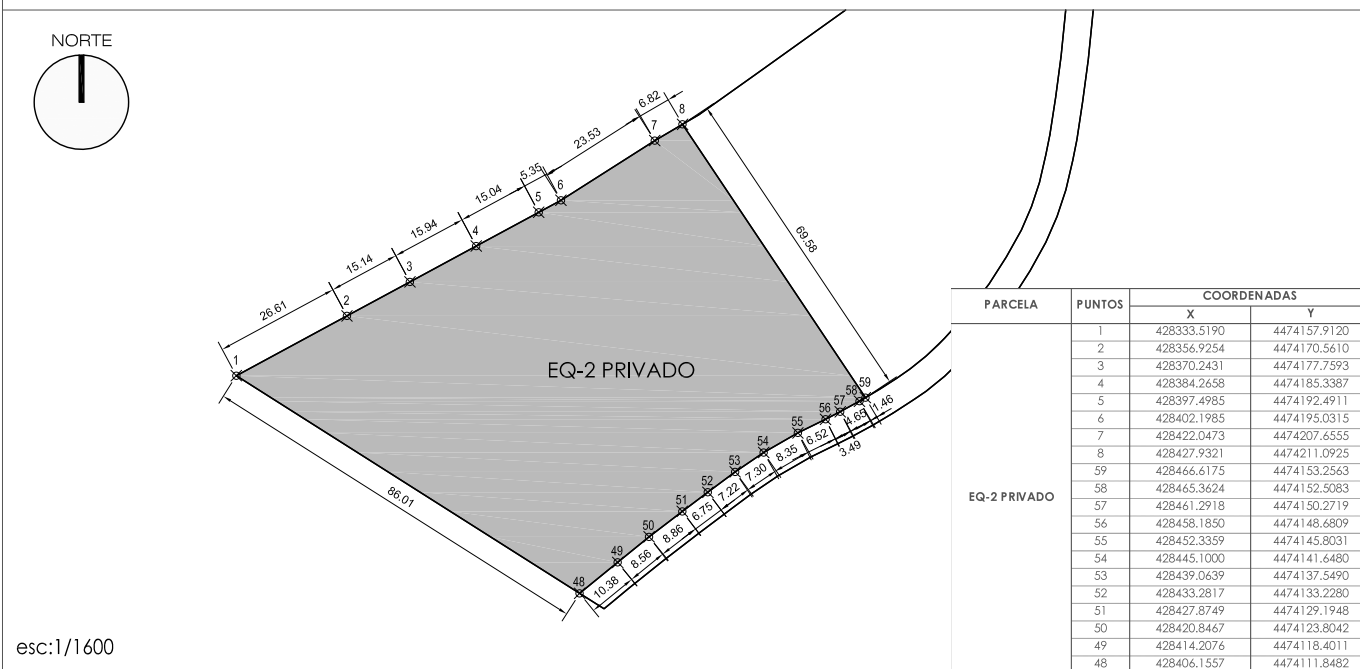 NORTE
6.82
8
7
23.53
5.35
6
15.04
5
15.94
4
15.14
3
26.61
2
1
69.58
EQ-2 PRIVADO
86.01
59
58
57
56
55
54
53
52
51
50
49
48
1.46
4.65
3.49
6.52
8.35
7.30
7.22
6.75
8.86
8.56
10.38
esc:1/1600
PARCELA PUNTOS COORDENADAS
X Y
1 428333.5190 4474157.9120
2 428356.9254 4474170.5610
3 428370.2431 4474177.7593
4 428384.2658 4474185.3387
5 428397.4985 4474192.4911
6 428402.1985 4474195.0315
7 428422.0473 4474207.6555
8 428427.9321 4474211.0925
59 428466.6175 4474153.2563
58 428465.3624 4474152.5083
EQ-2 PRIVADO
57 428461.2918 4474150.2719
56 428458.1850 4474148.6809
55 428452.3359 4474145.8031
54 428445.1000 4474141.6480
53 428439.0639 4474137.5490
52 428433.2817 4474133.2280
51 428427.8749 4474129.1948
50 428420.8467 4474123.8042
49 428414.2076 4474118.4011
48 428406.1557 4474111.8482